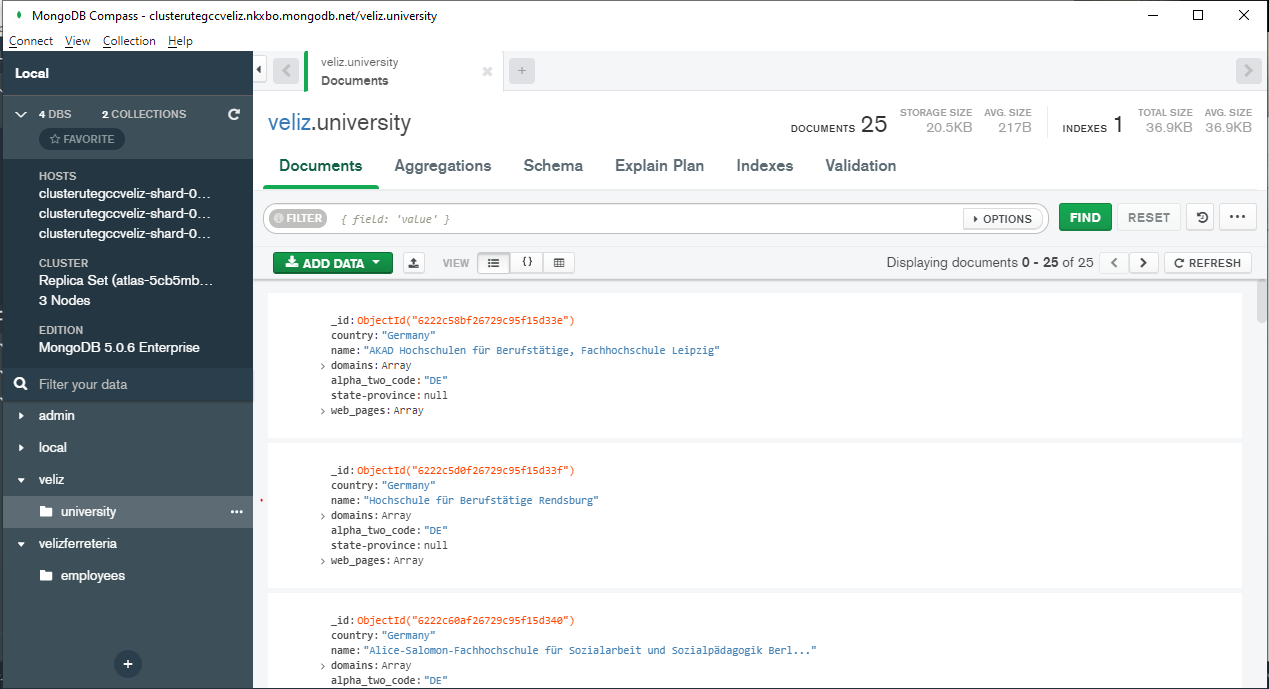 MongoDB Compass - clusterutegccveliz.nkxbo.mongodb.net/veliz.university
Connect View Collection Help
Local
4 DBS 2 COLLECTIONS
FAVORITE
HOSTS
clusterutegccveliz-shard-0...
clusterutegccveliz-shard-0...
clusterutegccveliz-shard-0...
CLUSTER
Replica Set (atlas-5cb5mb...
3 Nodes
EDITION
MongoDB 5.0.6 Enterprise
Filter your data
admin
local
veliz
university
velizferreteria
employees
veliz.university
Documents
veliz.university
DOCUMENTS 25
STORAGE SIZE
20.5KB
AVG. SIZE
217B
INDEXES 1
TOTAL SIZE
36.9KB
AVG. SIZE
36.9KB
Documents Aggregations Schema Explain Plan Indexes Validation
FILTER { field: 'value' } OPTIONS FIND RESET
ADD DATA VIEW Displaying documents 0 - 25 of 25 REFRESH
_id: ObjectId("6222c58bf26729c95f15d33e")
country: "Germany"
name: "AKAD Hochschulen für Berufstätige, Fachhochschule Leipzig"
domains: Array
alpha_two_code: "DE"
state-province: null
web_pages: Array
_id: ObjectId("6222c5d0f26729c95f15d33f")
country: "Germany"
name: "Hochschule für Berufstätige Rendsburg"
domains: Array
alpha_two_code: "DE"
state-province: null
web_pages: Array
_id: ObjectId("6222c60af26729c95f15d340")
country: "Germany"
name: "Alice-Salomon-Fachhochschule für Sozialarbeit und Sozialpädagogik Berl..."
domains: Array
alpha_two_code: "DE"